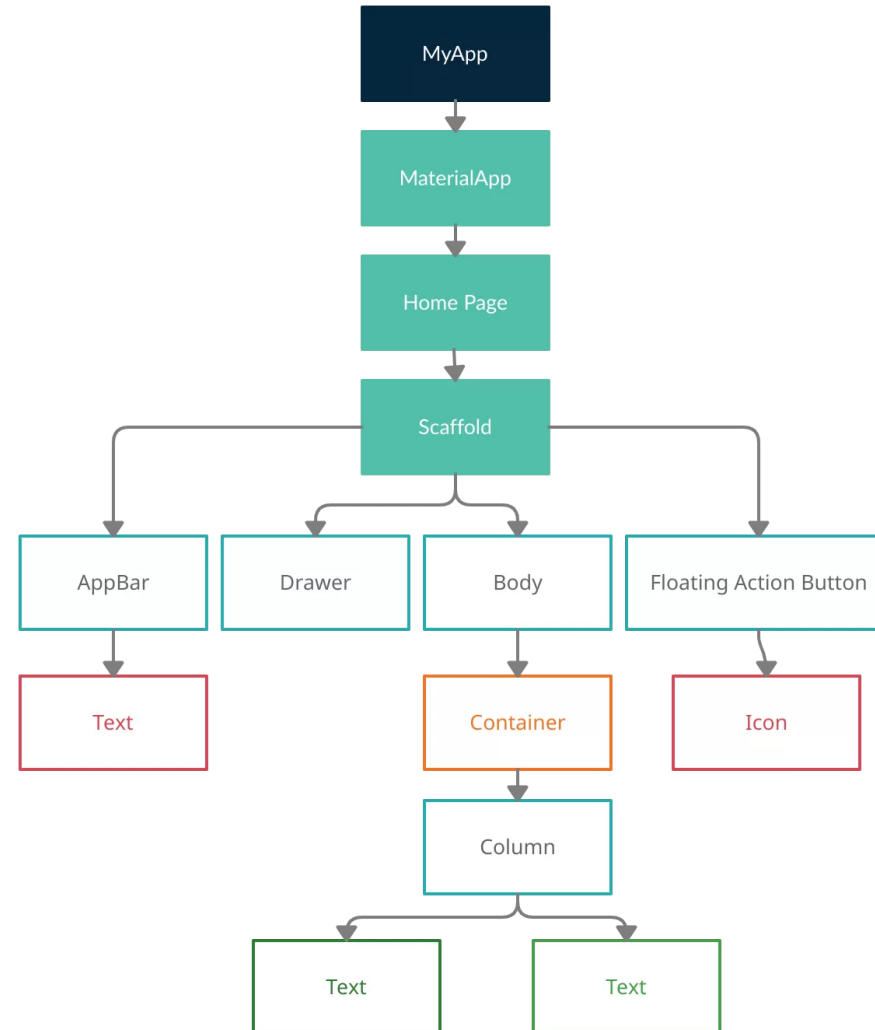 MyApp
MaterialApp
Home Page
Scaffold
AppBar
Drawer
Body
Floating Action Button
Text
Container
Icon
Column
Text
Text